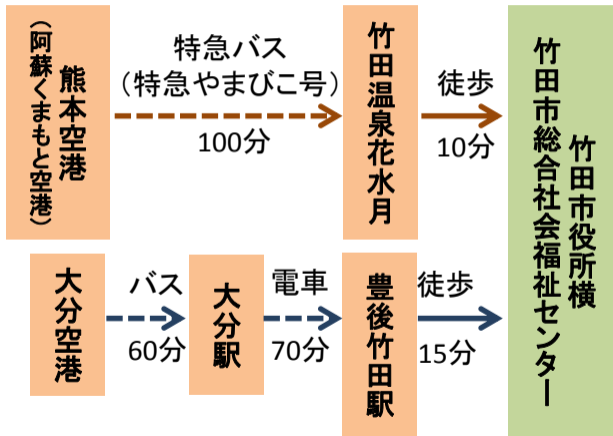 熊本空港
（阿蘇くまもと空港）
特急バス
（特急やまびこ号）
100分
竹田温泉花水月
徒歩
10分
竹田市役所横
竹田市総合社会福祉センター
大分空港
バス
60分
大分駅
電車
70分
豊後竹田駅
徒歩
15分